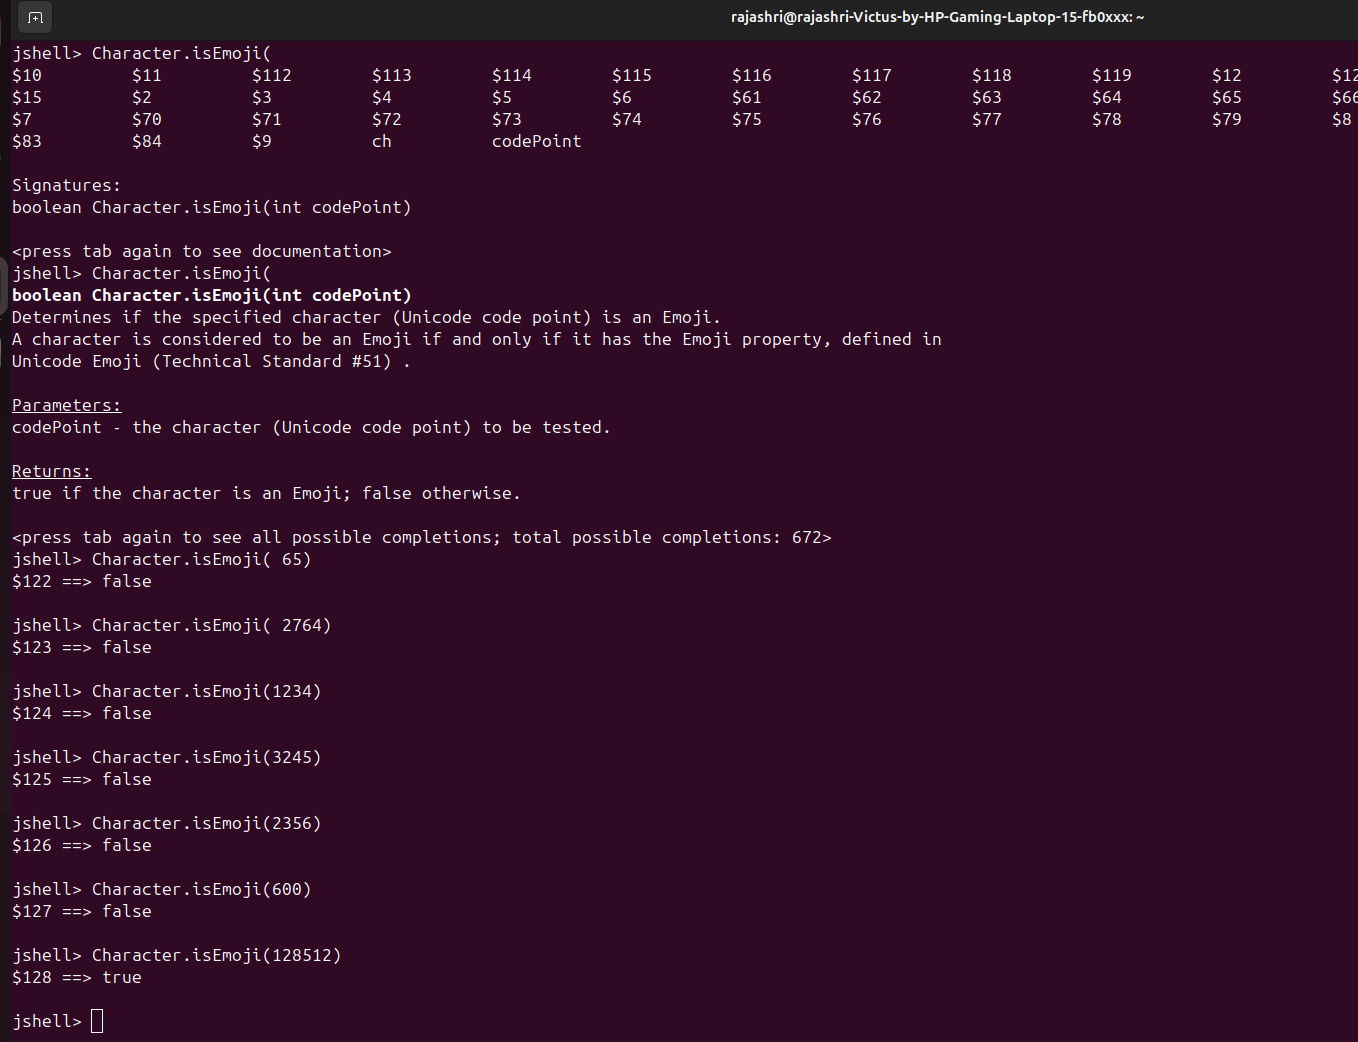 rajashri@rajashri-Victus-by-HP-Gaming-Laptop-15-fb0xxx: ~
jshell> Character.isEmoji(
$10 $11 $112 $113 $114 $115 $116 $117 $118 $119 $12
$15 $2 $3 $4 $5 $6 $61 $62 $63 $64 $65
$7 $70 $71 $72 $73 $74 $75 $76 $77 $78 $79 $8
$83 $84 $9 ch codePoint
Signatures:
boolean Character.isEmoji(int codePoint)
<press tab again to see documentation>
jshell> Character.isEmoji(
boolean Character.isEmoji(int codePoint)
Determines if the specified character (Unicode code point) is an Emoji.
A character is considered to be an Emoji if and only if it has the Emoji property, defined in
Unicode Emoji (Technical Standard #51) .
Parameters:
codePoint - the character (Unicode code point) to be tested.
Returns:
true if the character is an Emoji; false otherwise.
<press tab again to see all possible completions; total possible completions: 672>
jshell> Character.isEmoji( 65)
$122 ==> false
jshell> Character.isEmoji( 2764)
$123 ==> false
jshell> Character.isEmoji(1234)
$124 ==> false
jshell> Character.isEmoji(3245)
$125 ==> false
jshell> Character.isEmoji(2356)
$126 ==> false
jshell> Character.isEmoji(600)
$127 ==> false
jshell> Character.isEmoji(128512)
$128 ==> true
jshell>